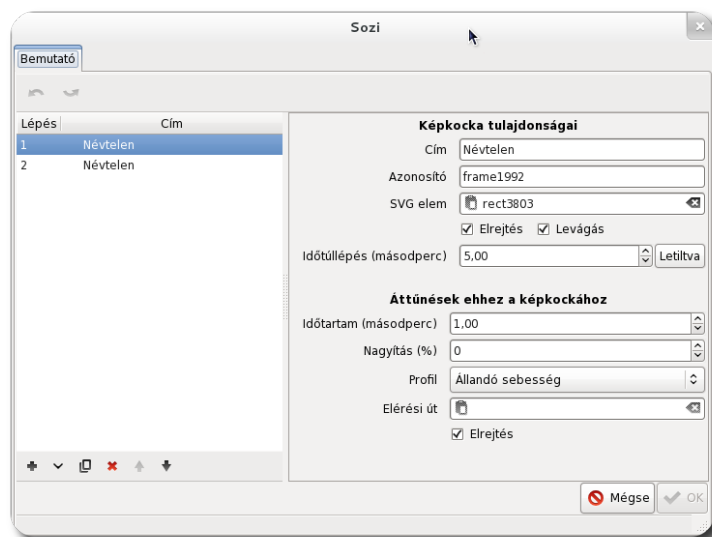 Sozi
Bemutató
Lépés Cím
1 Névtelen
2 Névtelen
Képkocka tulajdonságai
Cím Névtelen
Azonosító frame1992
SVG elem rect3803
Elrejtés Levágás
Időtúllépés (másodperc) 5,00 Letiltva
Áttűnések ehhez a képkockához
Időtartam (másodperc) 1,00
Nagyítás (%) 0
Profil Állandó sebesség
Elérési út
Elrejtés
Mégse OK